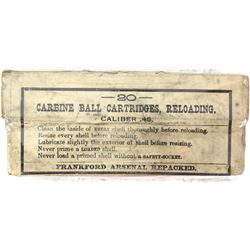 20
CARBINE BALL CARTRIDGES, RELOADING.
CALIBER .45.
Clean the inside of every shell thoroughly before reloading.
Resize every shell before reloading.
Lubricate slightly the exterior of shell before resizing.
Never prime a LOADED shell.
Never load a primed shell without a SAFETY-SOCKET.
FRANKFORD ARSENAL REPACKED.